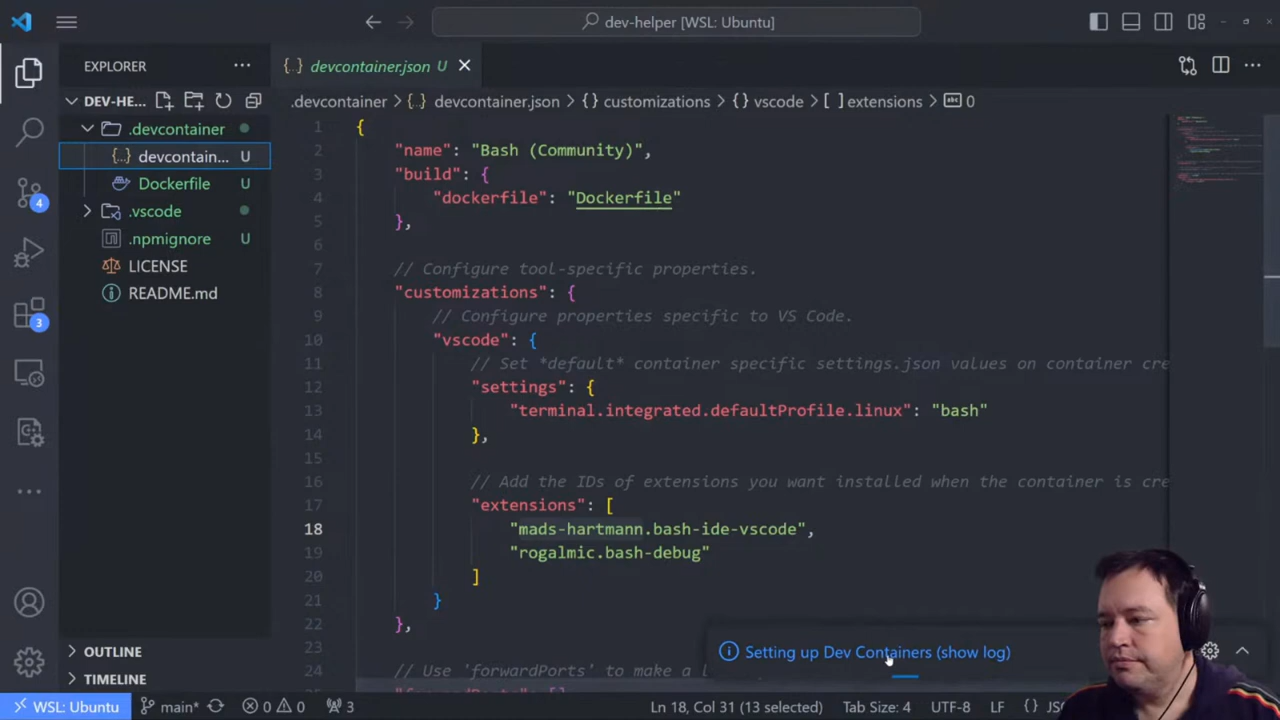 dev-helper [WSL: Ubuntu]
EXPLORER
DEV-HE...
.devcontainer
devcontain... U
Dockerfile U
.vscode
.npmignore U
LICENSE
README.md
OUTLINE
TIMELINE
4
3
devcontainer.json U
.devcontainer > {..} devcontainer.json > {} customizations > {} vscode > [ ] extensions > abc 0
1 {
2 "name": "Bash (Community)",
3 "build": {
4 "dockerfile": "Dockerfile"
5 },
6
7 // Configure tool-specific properties.
8 "customizations": {
9 // Configure properties specific to VS Code.
10 "vscode": {
11 // Set *default* container specific settings.json values on container cre
12 "settings": {
13 "terminal.integrated.defaultProfile.linux": "bash"
14 },
15
16 // Add the IDs of extensions you want installed when the container is cre
17 "extensions": [
18 "mads-hartmann.bash-ide-vscode",
19 "rogalmic.bash-debug"
20 ]
21 }
22 },
23
24 // Use 'forwardPorts' to make a l
"forwardPorts": []
Setting up Dev Containers (show log)
WSL: Ubuntu main* 0 0 3 Ln 18, Col 31 (13 selected) Tab Size: 4 UTF-8 LF {}